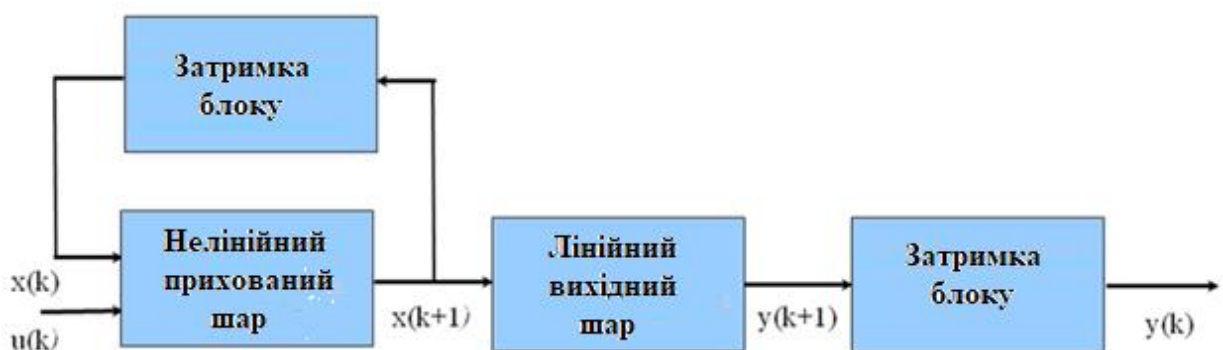 Затримка
блоку
Нелінійний
прихований
шар
Лінійний
вихідний
шар
Затримка
блоку
x(k)
u(k)
x(k+1)
y(k+1)
y(k)